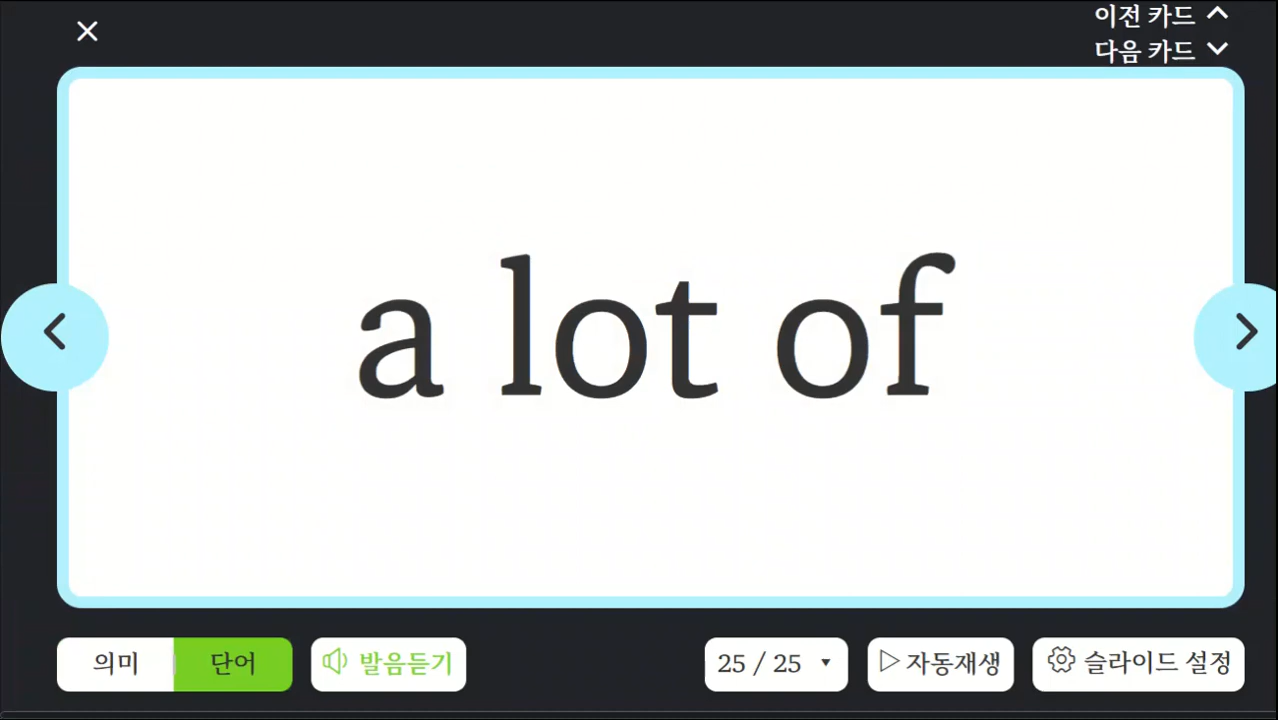 이전 카드
다음 카드
a lot of
의미 단어 발음듣기 25 / 25 자동재생 슬라이드 설정